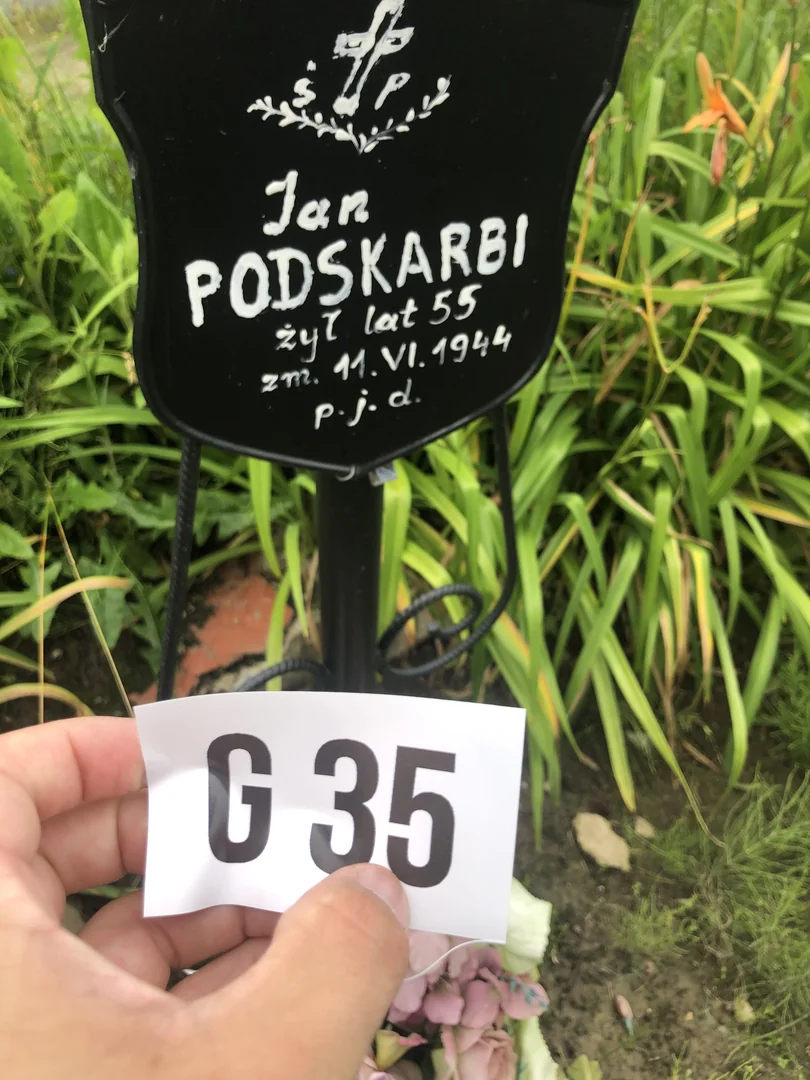 Ś P
Jan
PODSKARBI
żył lat 55
zm. 11.VI.1944
p. j. d.
G 35